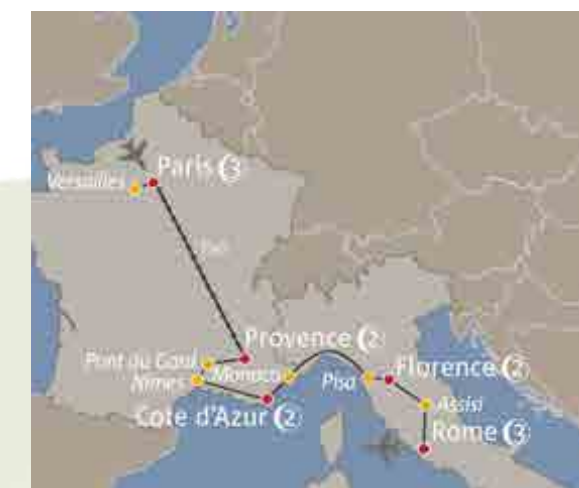 Paris (3
Versailles
Rail
Provence (2)
Pont du Gard
Nimes
Monaco
Pisa
Florence (2)
Cote d'Azur (2)
Assisi
Rome (3)